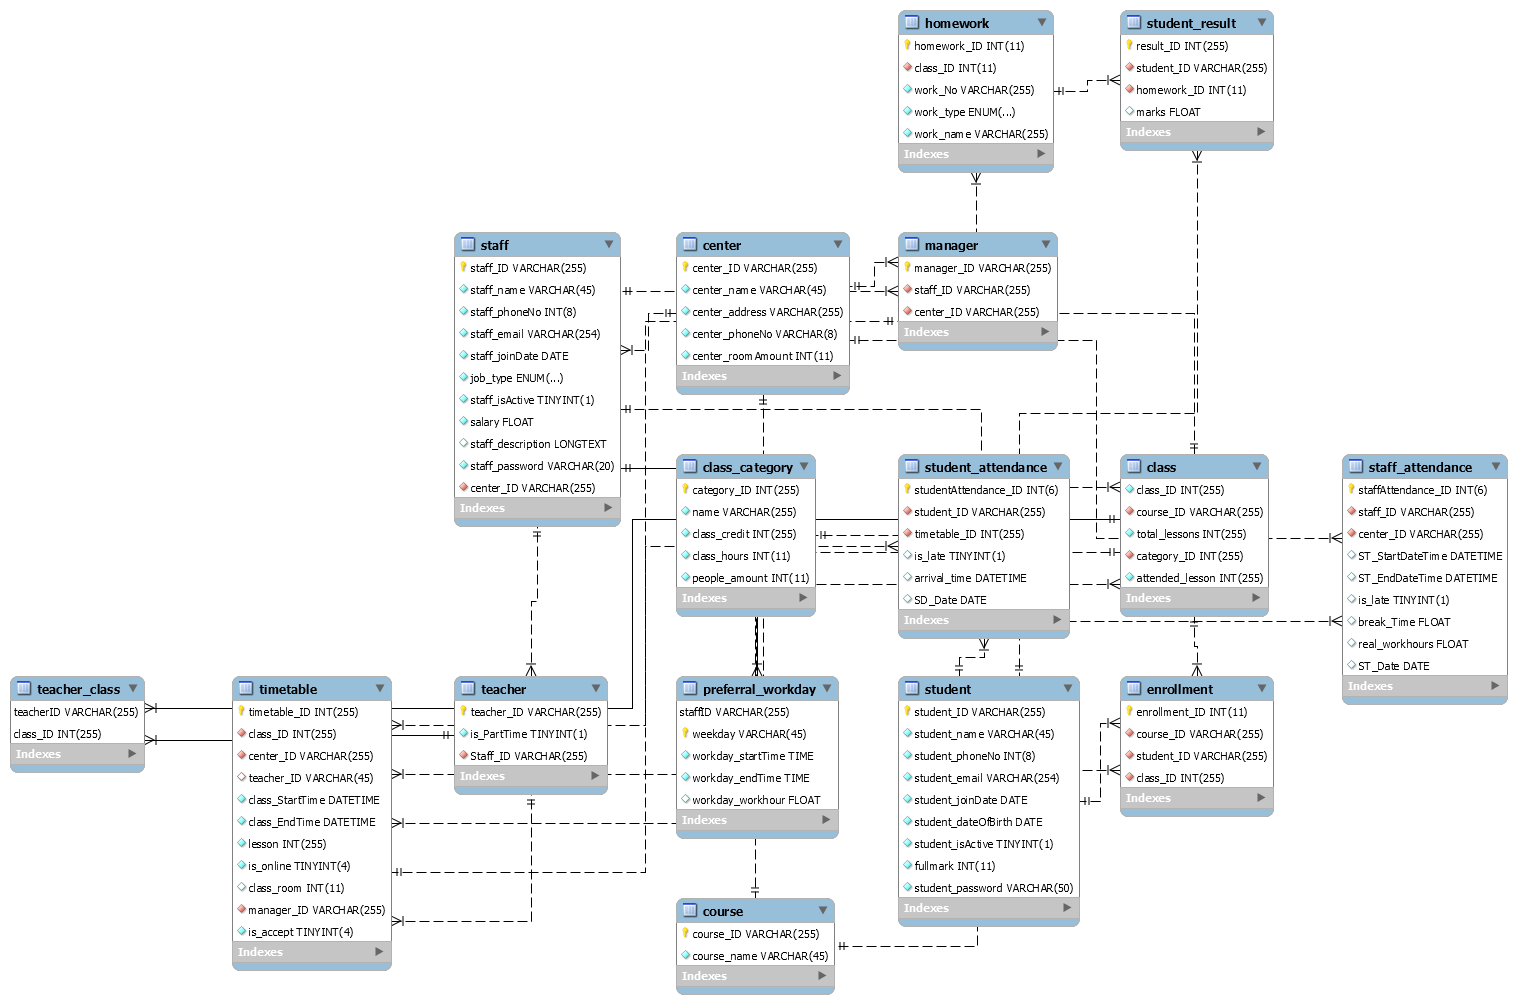 homework
homework_ID INT(11)
class_ID INT(11)
work_No VARCHAR(255)
work_type ENUM(...)
work_name VARCHAR(255)
Indexes
student_result
result_ID INT(255)
student_ID VARCHAR(255)
homework_ID INT(11)
marks FLOAT
Indexes
staff
staff_ID VARCHAR(255)
staff_name VARCHAR(45)
staff_phoneNo INT(8)
staff_email VARCHAR(254)
staff_joinDate DATE
job_type ENUM(...)
staff_isActive TINYINT(1)
salary FLOAT
staff_description LONGTEXT
staff_password VARCHAR(20)
center_ID VARCHAR(255)
Indexes
center
center_ID VARCHAR(255)
center_name VARCHAR(45)
center_address VARCHAR(255)
center_phoneNo VARCHAR(8)
center_roomAmount INT(11)
Indexes
manager
manager_ID VARCHAR(255)
staff_ID VARCHAR(255)
center_ID VARCHAR(255)
Indexes
class_category
category_ID INT(255)
name VARCHAR(255)
class_credit INT(255)
class_hours INT(11)
people_amount INT(11)
Indexes
student_attendance
studentAttendance_ID INT(6)
student_ID VARCHAR(255)
timetable_ID INT(255)
is_late TINYINT(1)
arrival_time DATETIME
SD_Date DATE
Indexes
class
class_ID INT(255)
course_ID VARCHAR(255)
total_lessons INT(255)
category_ID INT(255)
attended_lesson INT(255)
Indexes
staff_attendance
staffAttendance_ID INT(6)
staff_ID VARCHAR(255)
center_ID VARCHAR(255)
ST_StartDateTime DATETIME
ST_EndDateTime DATETIME
is_late TINYINT(1)
break_Time FLOAT
real_workhours FLOAT
ST_Date DATE
Indexes
teacher_class
teacherID VARCHAR(255)
class_ID INT(255)
Indexes
timetable
timetable_ID INT(255)
class_ID INT(255)
center_ID VARCHAR(255)
teacher_ID VARCHAR(45)
class_StartTime DATETIME
class_EndTime DATETIME
lesson INT(255)
is_online TINYINT(4)
class_room INT(11)
manager_ID VARCHAR(255)
is_accept TINYINT(4)
Indexes
teacher
teacher_ID VARCHAR(255)
is_PartTime TINYINT(1)
Staff_ID VARCHAR(255)
Indexes
preferral_workday
staffID VARCHAR(255)
weekday VARCHAR(45)
workday_startTime TIME
workday_endTime TIME
workday_workhour FLOAT
Indexes
student
student_ID VARCHAR(255)
student_name VARCHAR(45)
student_phoneNo INT(8)
student_email VARCHAR(254)
student_joinDate DATE
student_dateOfBirth DATE
student_isActive TINYINT(1)
fullmark INT(11)
student_password VARCHAR(50)
Indexes
enrollment
enrollment_ID INT(11)
course_ID VARCHAR(255)
student_ID VARCHAR(255)
class_ID INT(255)
Indexes
course
course_ID VARCHAR(255)
course_name VARCHAR(45)
Indexes